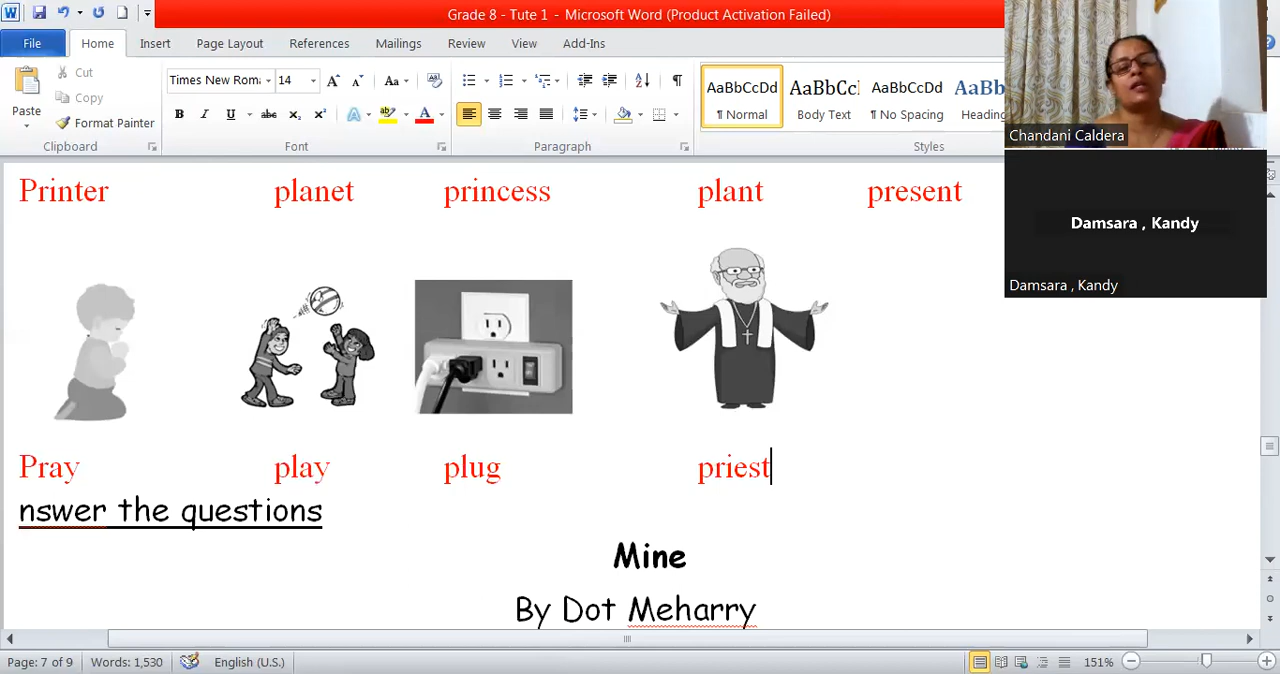 Grade 8 - Tute 1 - Microsoft Word (Product Activation Failed)
File Home Insert Page Layout References Mailings Review View Add-Ins
Paste
Cut
Copy
Format Painter
Clipboard
Times New Roma 14
Font
Paragraph
AaBbCcDd AaBbCcI AaBbCcDd AaBb
¶ Normal Body Text ¶ No Spacing Heading
Styles
Chandani Caldera
Damsara , Kandy
Damsara , Kandy
Printer planet princess plant present
Pray play plug priest
nswer the questions
Mine
By Dot Meharry
Page: 7 of 9 Words: 1,530 English (U.S.) 151%